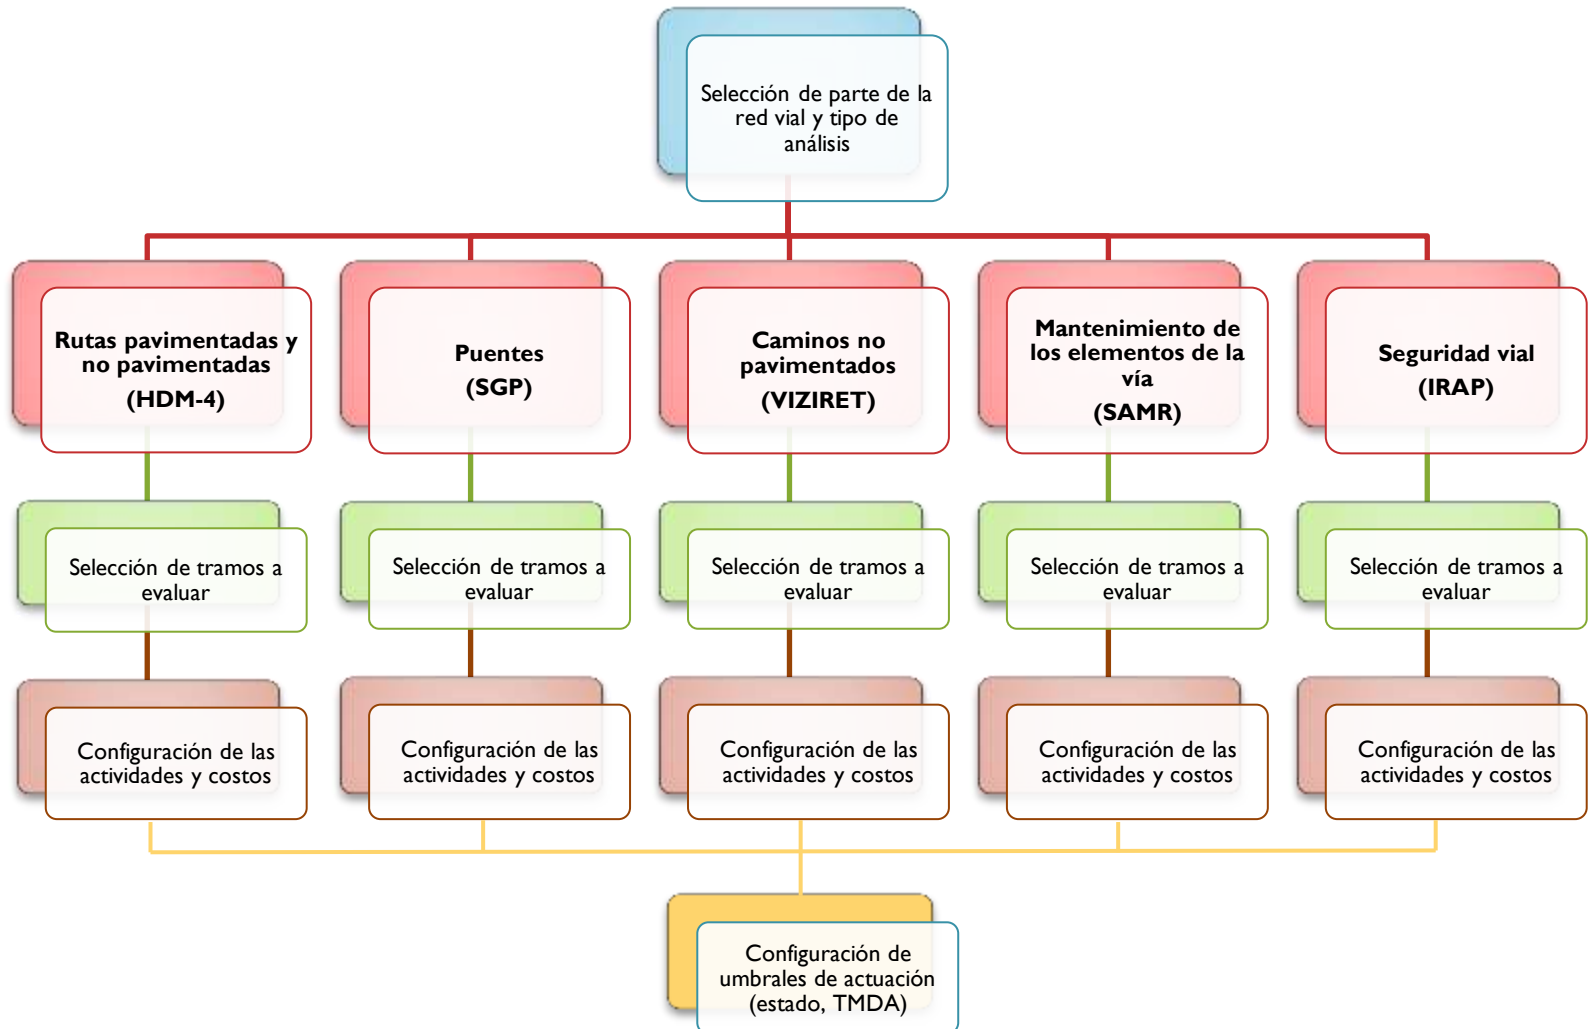 Selección de parte de la
red vial y tipo de
análisis
Rutas pavimentadas y
no pavimentadas
(HDM-4)
Puentes
(SGP)
Caminos no
pavimentados
(VIZIRET)
Mantenimiento de
los elementos de la
vía
(SAMR)
Seguridad vial
(IRAP)
Selección de tramos a
evaluar
Selección de tramos a
evaluar
Selección de tramos a
evaluar
Selección de tramos a
evaluar
Selección de tramos a
evaluar
Configuración de las
actividades y costos
Configuración de las
actividades y costos
Configuración de las
actividades y costos
Configuración de las
actividades y costos
Configuración de las
actividades y costos
Configuración de
umbrales de actuación
(estado, TMDA)